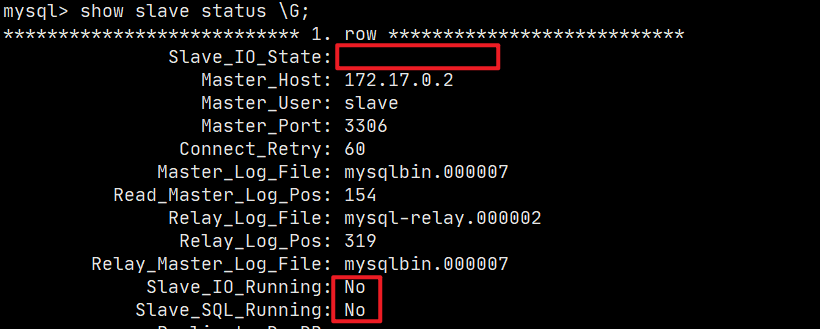 mysql> show slave status \G;
*************************** 1. row ***************************
Slave_IO_State:
Master_Host: 172.17.0.2
Master_User: slave
Master_Port: 3306
Connect_Retry: 60
Master_Log_File: mysqlbin.000007
Read_Master_Log_Pos: 154
Relay_Log_File: mysql-relay.000002
Relay_Log_Pos: 319
Relay_Master_Log_File: mysqlbin.000007
Slave_IO_Running: No
Slave_SQL_Running: No